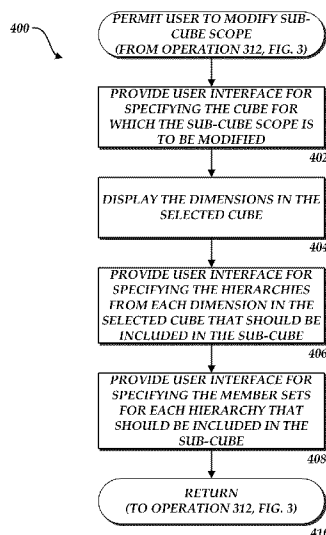 400
PERMIT USER TO MODIFY SUB-
CUBE SCOPE
(FROM OPERATION 312, FIG. 3)
PROVIDE USER INTERFACE FOR
SPECIFYING THE CUBE FOR
WHICH THE SUB-CUBE SCOPE IS
TO BE MODIFIED
402
DISPLAY THE DIMENSIONS IN THE
SELECTED CUBE
404
PROVIDE USER INTERFACE FOR
SPECIFYING THE HIERARCHIES
FROM EACH DIMENSION IN THE
SELECTED CUBE THAT SHOULD BE
INCLUDED IN THE SUB-CUBE
406
PROVIDE USER INTERFACE FOR
SPECIFYING THE MEMBER SETS
FOR EACH HIERARCHY THAT
SHOULD BE INCLUDED IN THE
SUB-CUBE
408
RETURN
(TO OPERATION 312, FIG. 3)
410